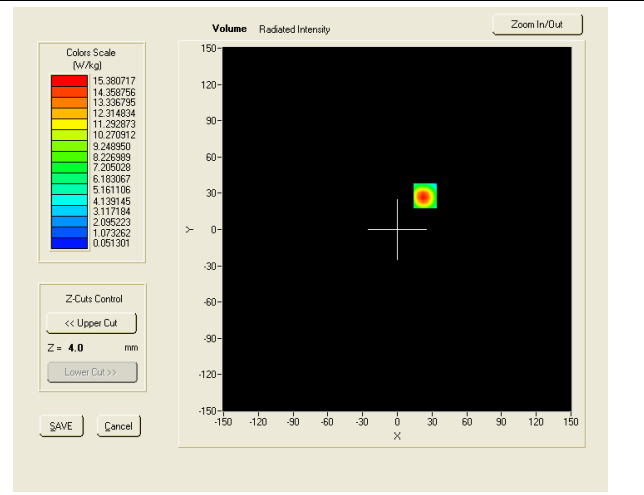 Volume Radiated Intensity
Zoom In/Out
Colors Scale
(W/kg)
15.380717
14.358756
13.336795
12.314834
11.292873
10.270912
9.248950
8.226989
7.205028
6.183067
5.161106
4.139145
3.117184
2.095223
1.073262
0.051301
150
120
90
60
30
0
-30
-60
-90
-120
-150
Y
-150 -120 -90 -60 -30 0 30 60 90 120 150
X
Z-Cuts Control
<< Upper Cut
Z = 4.0 mm
Lower Cut >>
SAVE Cancel